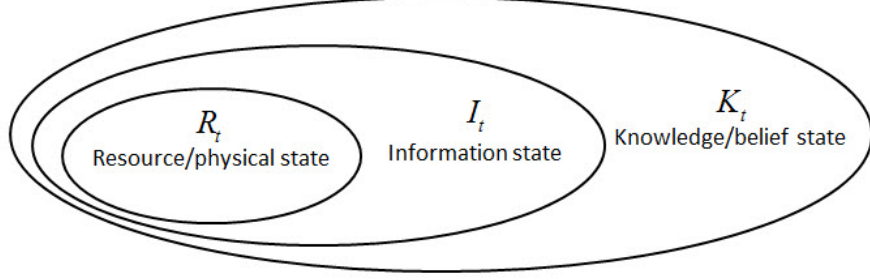 R_t
Resource/physical state
I_t
Information state
K_t
Knowledge/belief state